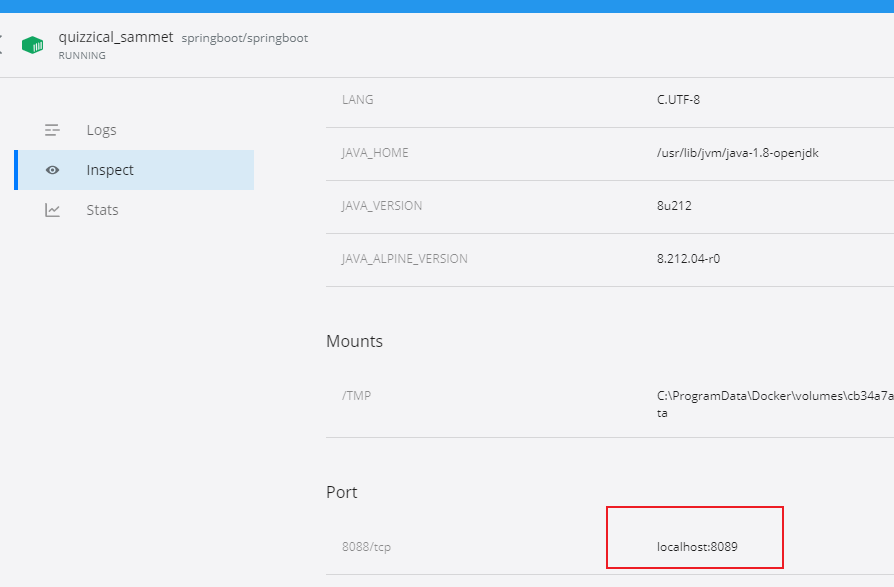 quizzical_sammet springboot/springboot
RUNNING
Logs
Inspect
Stats
LANG C.UTF-8
JAVA_HOME /usr/lib/jvm/java-1.8-openjdk
JAVA_VERSION 8u212
JAVA_ALPINE_VERSION 8.212.04-r0
Mounts
/TMP C:\ProgramData\Docker\volumes\cb34a7a
ta
Port
8088/tcp localhost:8089